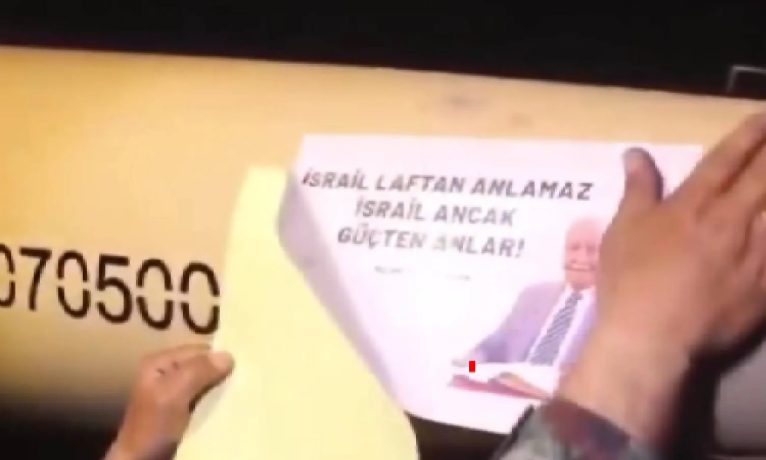 İSRAİL LAFTAN ANLAMAZ
İSRAİL ANCAK
GÜÇTEN ANLAR!
070500